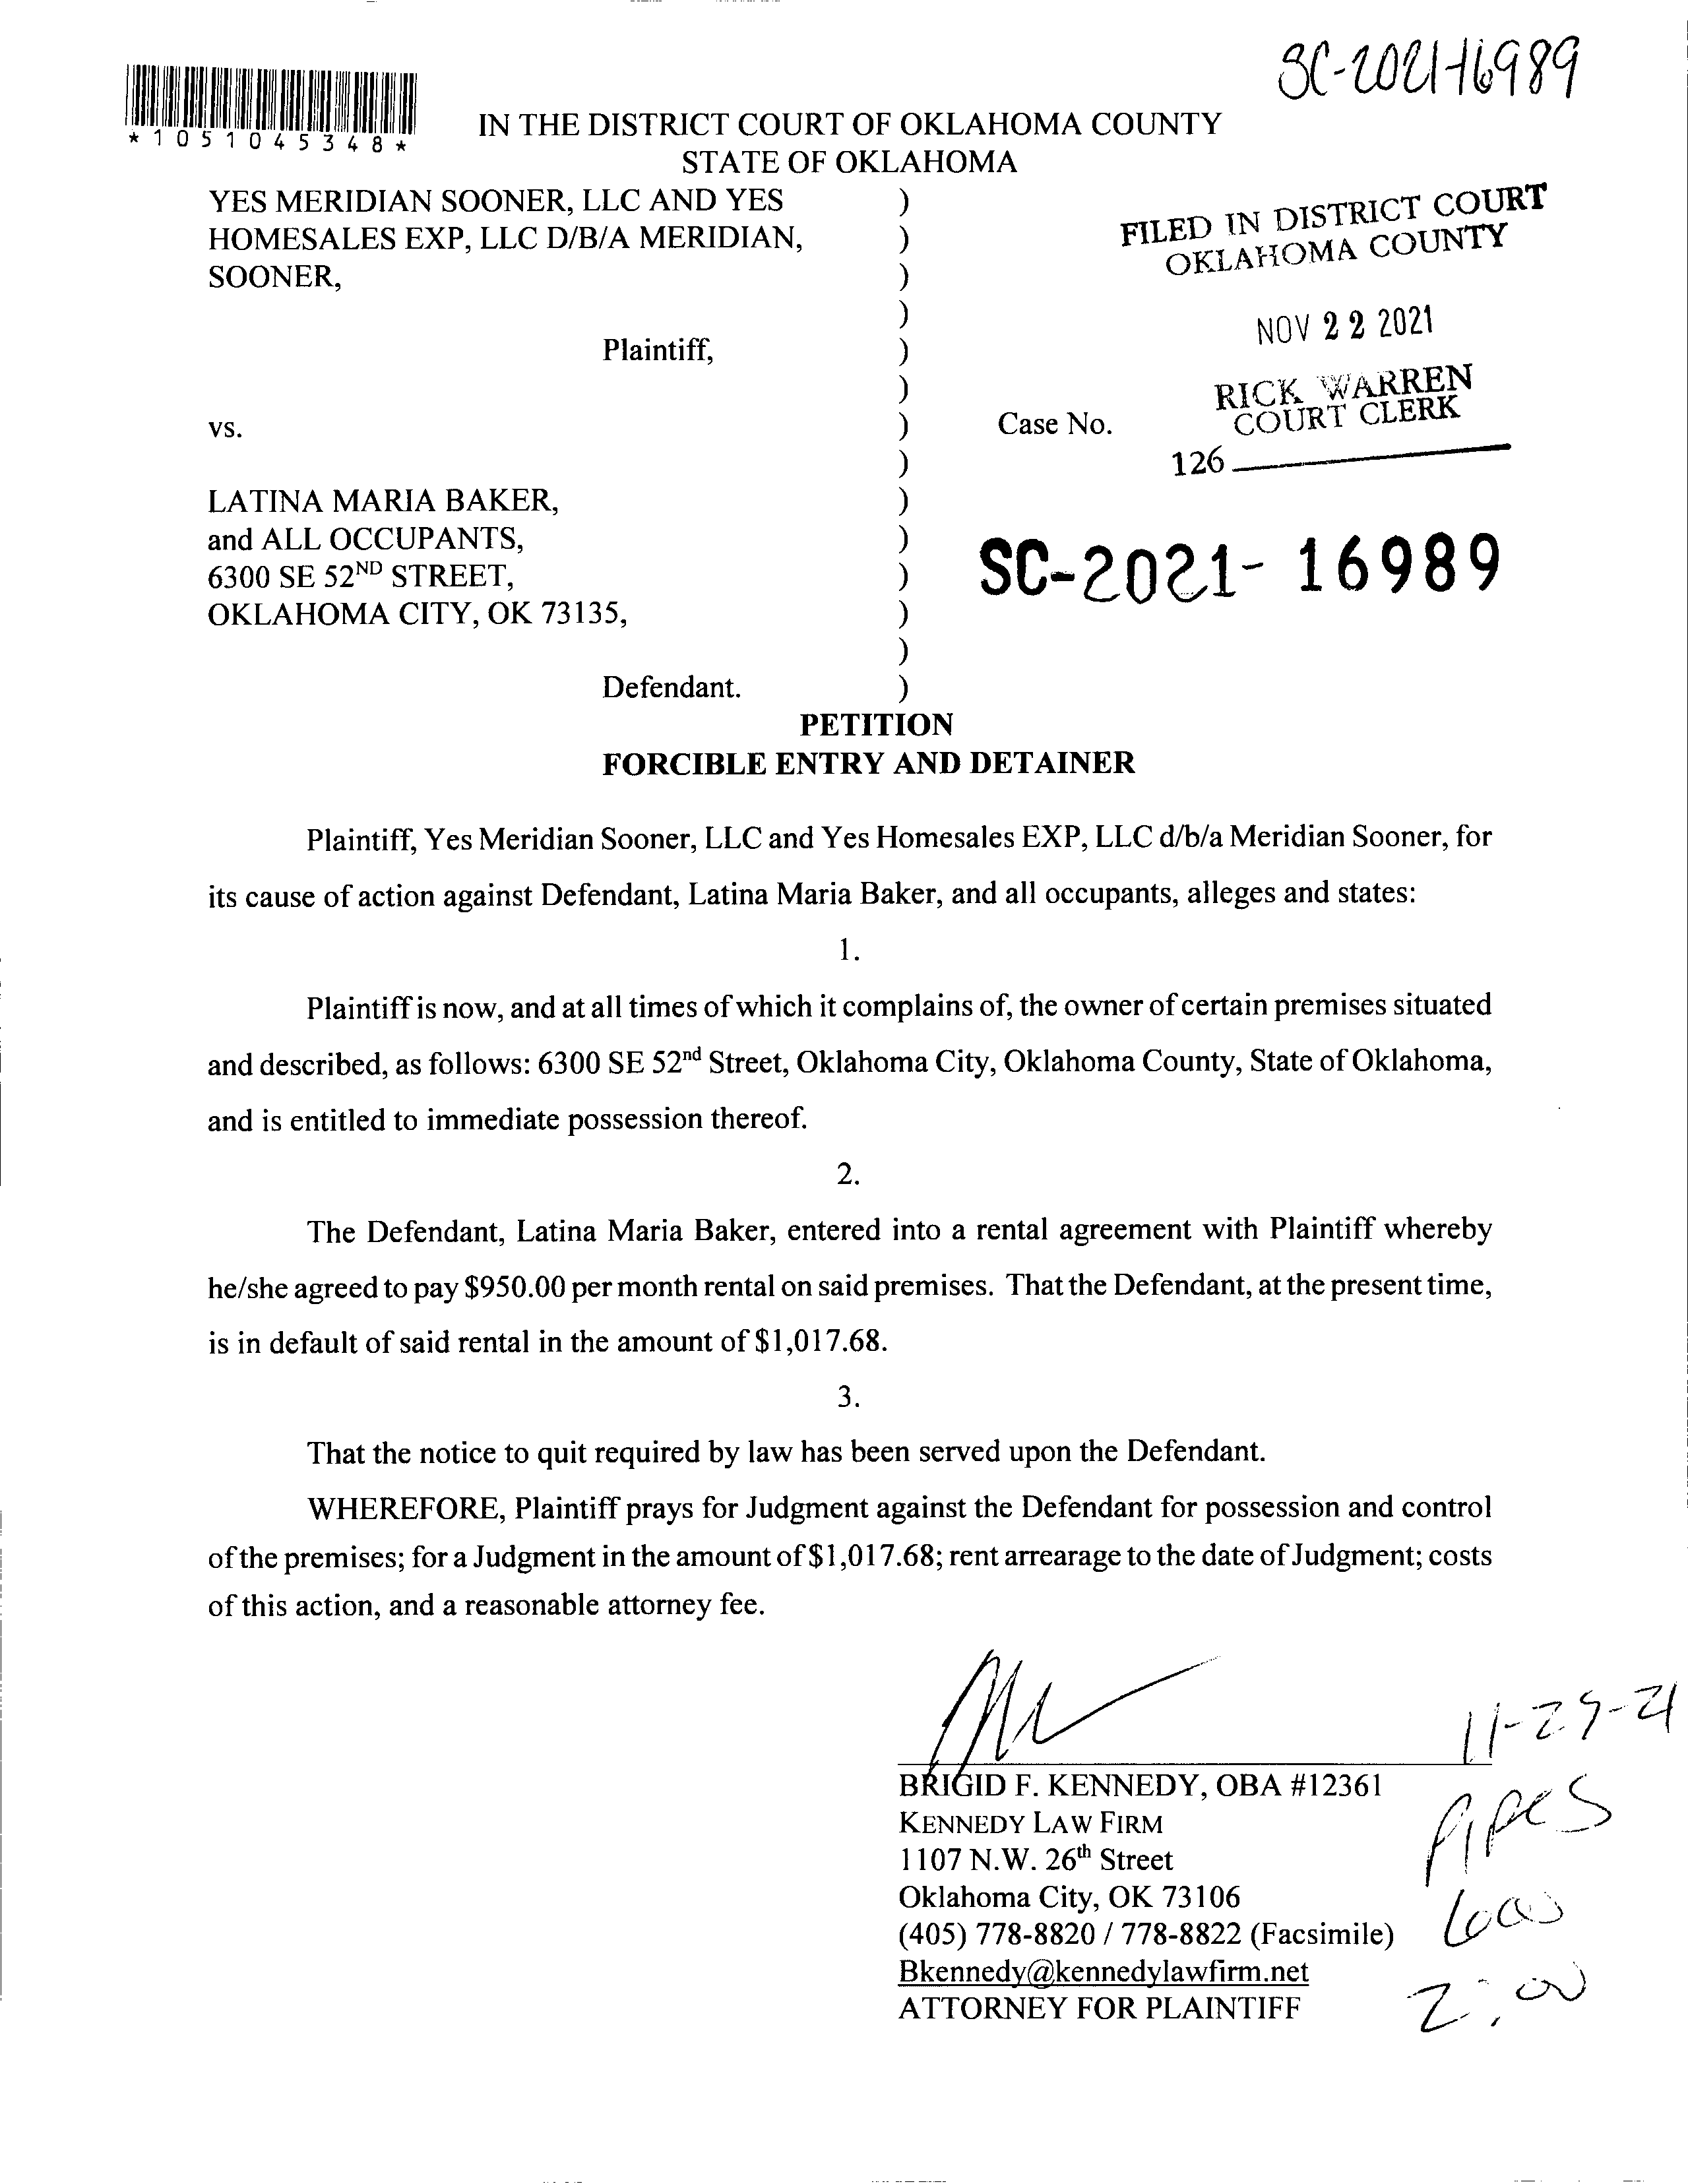 SC-2021-16989
*1051045348*
IN THE DISTRICT COURT OF OKLAHOMA COUNTY
STATE OF OKLAHOMA
YES MERIDIAN SOONER, LLC AND YES )
HOMESALES EXP, LLC D/B/A MERIDIAN, )
SOONER, )
)
Plaintiff, )
)
vs. ) Case No.
)
LATINA MARIA BAKER, )
and ALL OCCUPANTS, )
6300 SE 52ND STREET, )
OKLAHOMA CITY, OK 73135, )
)
Defendant. )
FILED IN DISTRICT COURT
OKLAHOMA COUNTY
NOV 22 2021
RICK WARREN
COURT CLERK
126
SC-2021- 16989
PETITION
FORCIBLE ENTRY AND DETAINER
Plaintiff, Yes Meridian Sooner, LLC and Yes Homesales EXP, LLC d/b/a Meridian Sooner, for
its cause of action against Defendant, Latina Maria Baker, and all occupants, alleges and states:
1.
Plaintiff is now, and at all times of which it complains of, the owner of certain premises situated
and described, as follows: 6300 SE 52nd Street, Oklahoma City, Oklahoma County, State of Oklahoma,
and is entitled to immediate possession thereof.
2.
The Defendant, Latina Maria Baker, entered into a rental agreement with Plaintiff whereby
he/she agreed to pay $950.00 per month rental on said premises. That the Defendant, at the present time,
is in default of said rental in the amount of $1,017.68.
3.
That the notice to quit required by law has been served upon the Defendant.
WHEREFORE, Plaintiff prays for Judgment against the Defendant for possession and control
of the premises; for a Judgment in the amount of $1,017.68; rent arrearage to the date of Judgment; costs
of this action, and a reasonable attorney fee.
BRIGID F. KENNEDY, OBA #12361
KENNEDY LAW FIRM
1107 N.W. 26th Street
Oklahoma City, OK 73106
(405) 778-8820 / 778-8822 (Facsimile)
Bkennedy@kennedylawfirm.net
ATTORNEY FOR PLAINTIFF
11-29-21
2:00